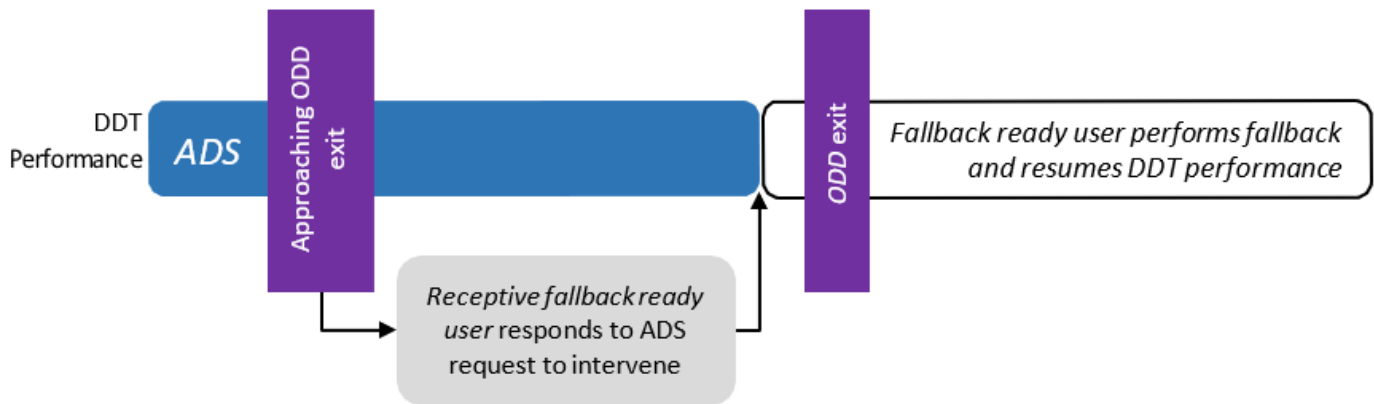 DDT
Performance
ADS
Approaching ODD
exit
ODD exit
Fallback ready user performs fallback
and resumes DDT performance
Receptive fallback ready
user responds to ADS
request to intervene